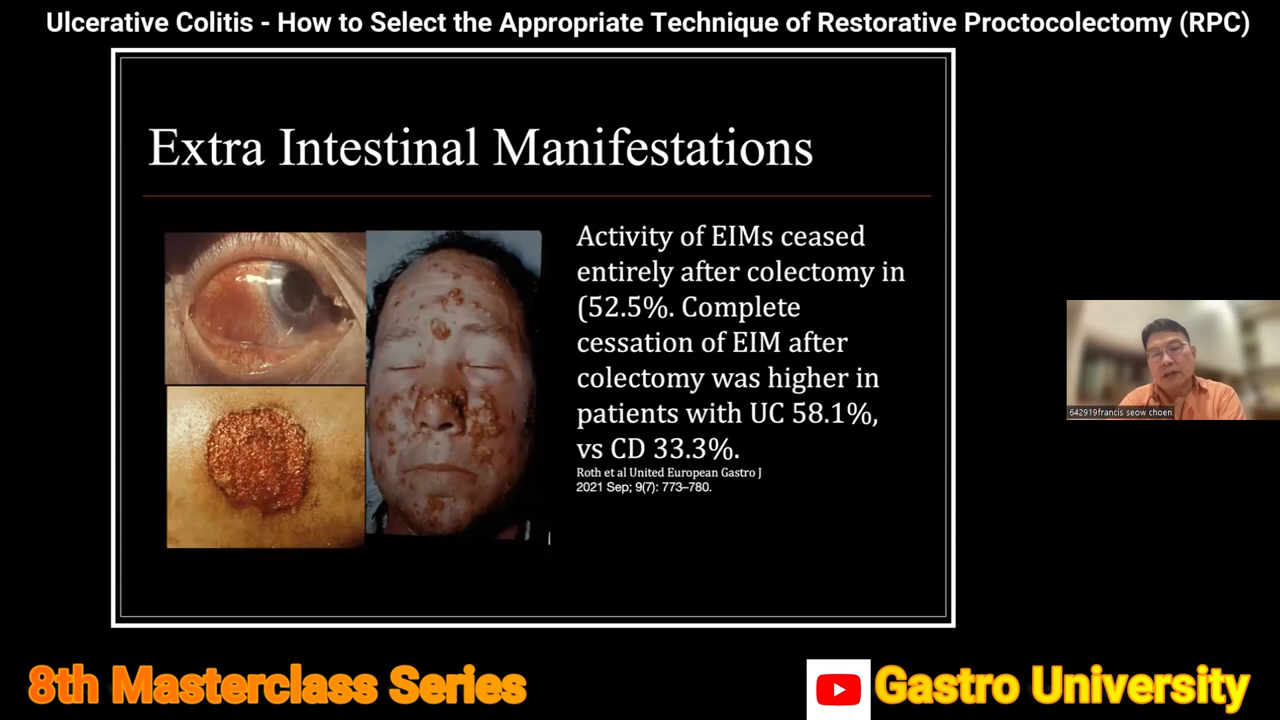 Ulcerative Colitis - How to Select the Appropriate Technique of Restorative Proctocolectomy (RPC)
Extra Intestinal Manifestations
Activity of EIMs ceased
entirely after colectomy in
(52.5%. Complete
cessation of EIM after
colectomy was higher in
patients with UC 58.1%,
vs CD 33.3%.
Roth et al United European Gastro J
2021 Sep; 9(7): 773–780.
642919francis seow choen
8th Masterclass Series
Gastro University